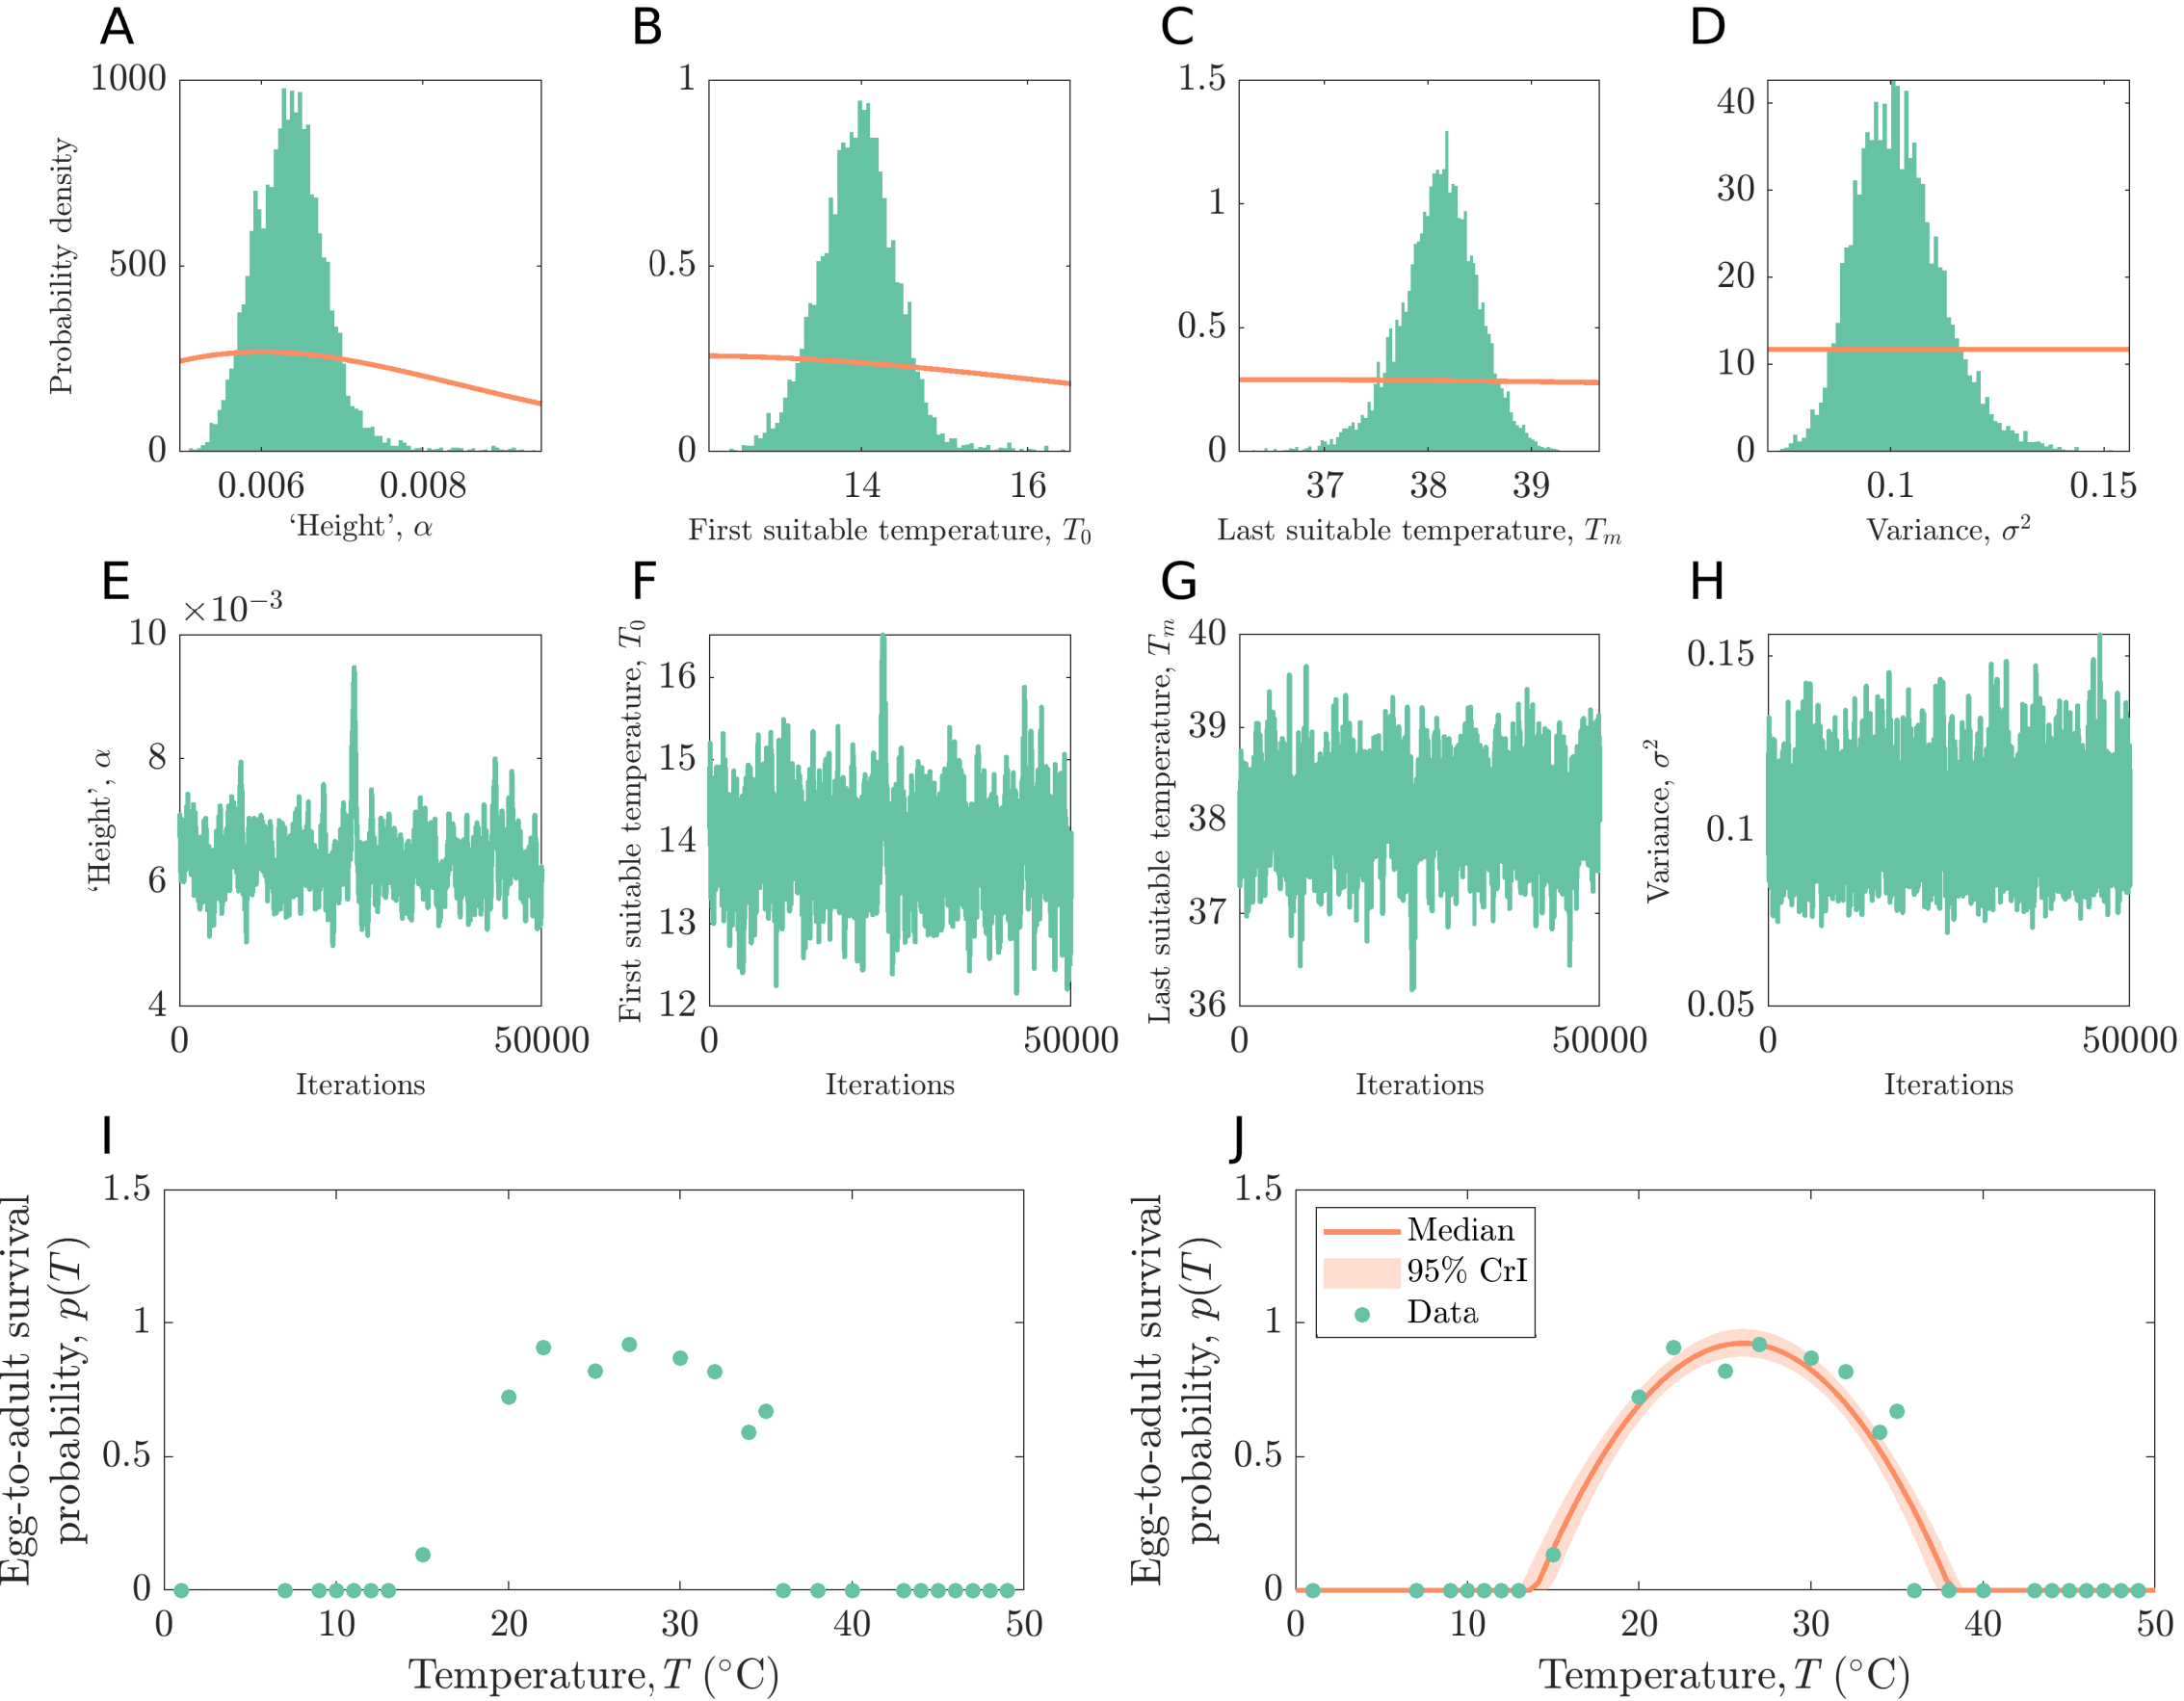 A B C D
1000
500
0
Probability density
0.006 0.008
‘Height’, α
1
0.5
0
14 16
First suitable temperature, T₀
1.5
1
0.5
0
37 38 39
Last suitable temperature, Tₘ
40
30
20
10
0
0.1 0.15
Variance, σ²
E F G H
×10⁻³
10
8
6
4
‘Height’, α
0 50000
Iterations
16
15
14
13
12
First suitable temperature, T₀
0 50000
Iterations
40
39
38
37
36
Last suitable temperature, Tₘ
0 50000
Iterations
0.15
0.1
0.05
Variance, σ²
0 50000
Iterations
I
1.5
1
0.5
0
Egg-to-adult survival
probability, p(T)
0 10 20 30 40 50
Temperature, T (°C)
J
1.5
1
0.5
0
Egg-to-adult survival
probability, p(T)
Median
95% CrI
Data
0 10 20 30 40 50
Temperature, T (°C)